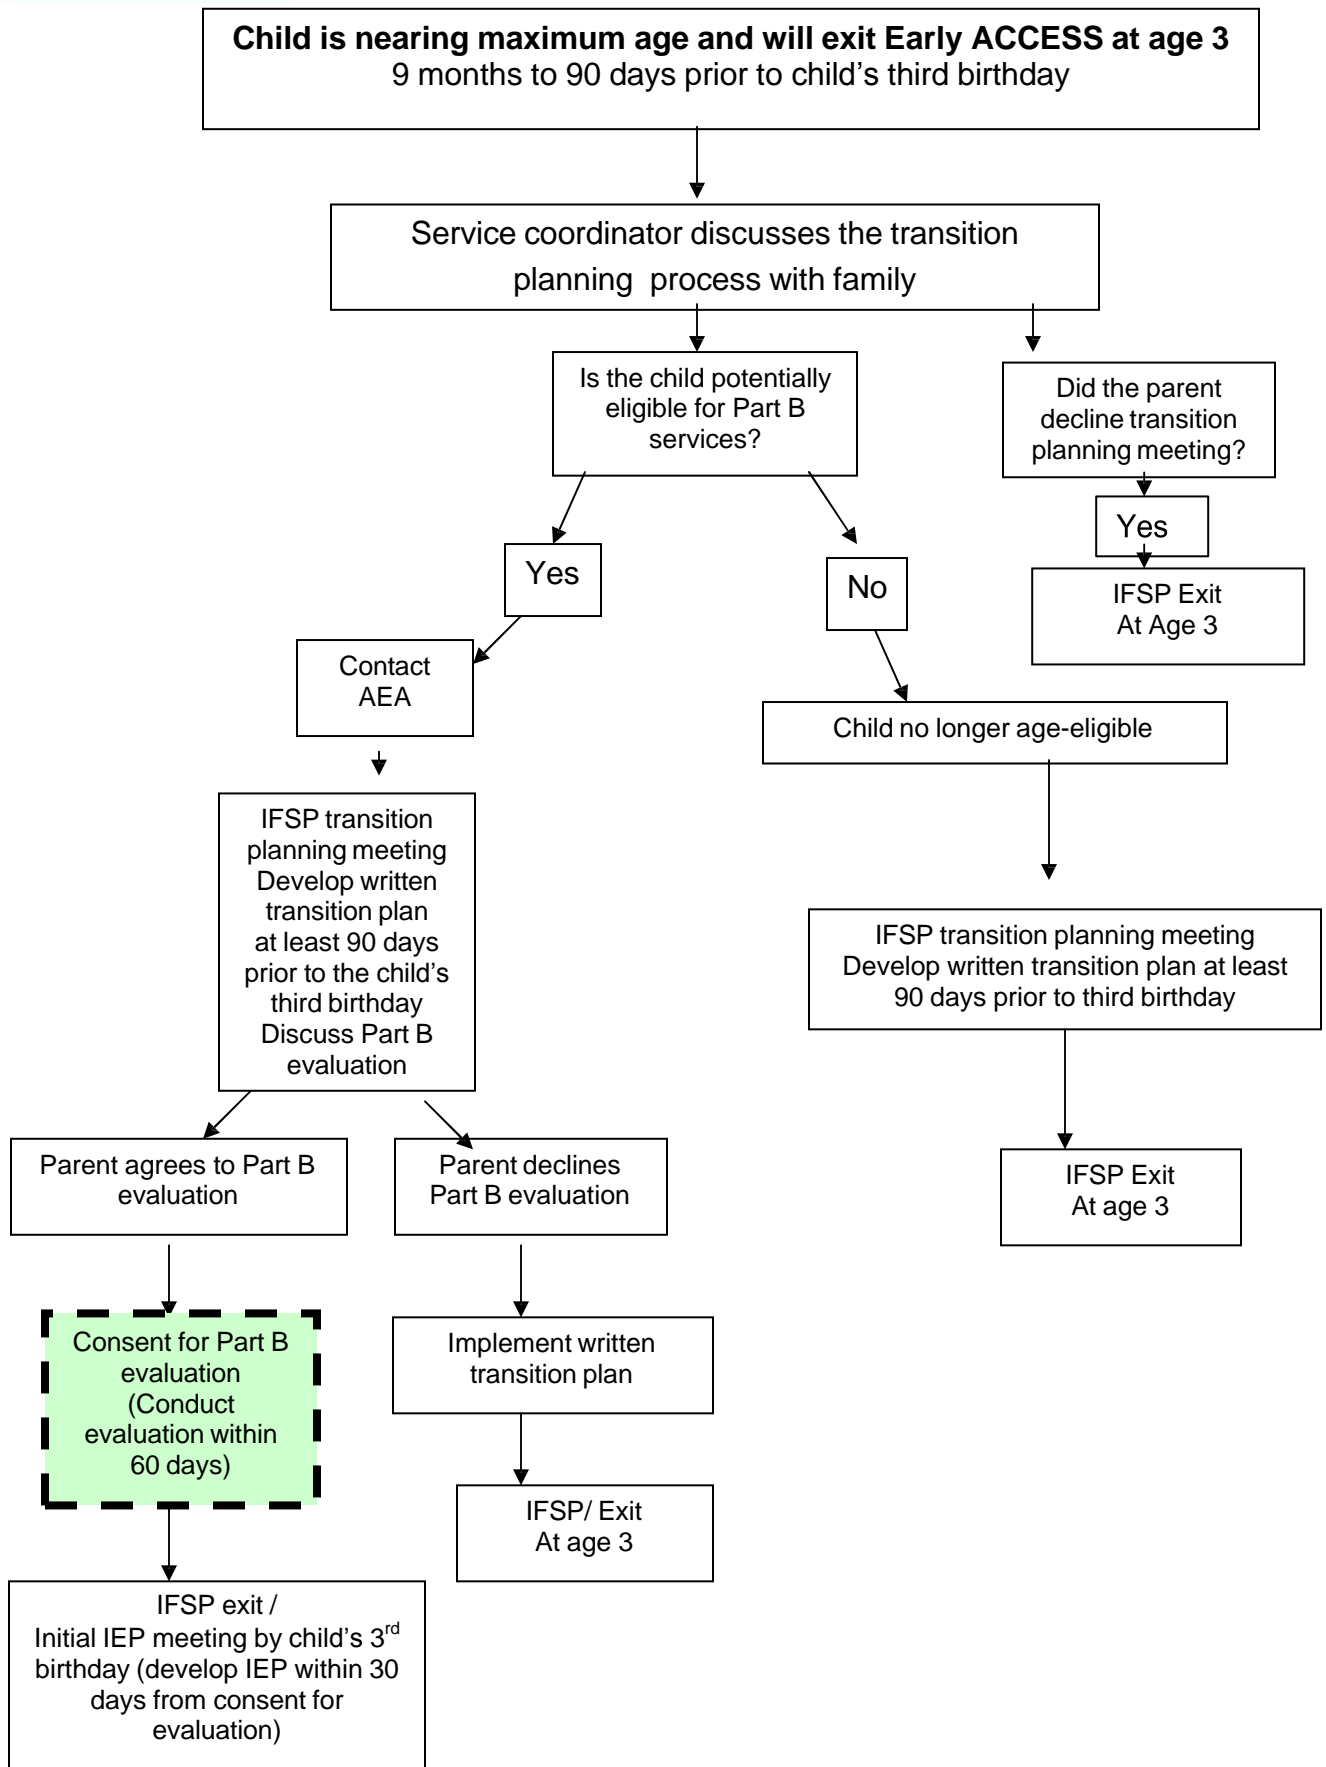 Child is nearing maximum age and will exit Early ACCESS at age 3
9 months to 90 days prior to child's third birthday
Service coordinator discusses the transition
planning process with family
Is the child potentially
eligible for Part B
services?
Did the parent
decline transition
planning meeting?
Yes
IFSP Exit
At Age 3
Yes
No
Contact
AEA
Child no longer age-eligible
IFSP transition
planning meeting
Develop written
transition plan
at least 90 days
prior to the child's
third birthday
Discuss Part B
evaluation
IFSP transition planning meeting
Develop written transition plan at least
90 days prior to third birthday
Parent agrees to Part B
evaluation
Parent declines
Part B evaluation
IFSP Exit
At age 3
Consent for Part B
evaluation
(Conduct
evaluation within
60 days)
Implement written
transition plan
IFSP/ Exit
At age 3
IFSP exit /
Initial IEP meeting by child's 3rd
birthday (develop IEP within 30
days from consent for
evaluation)